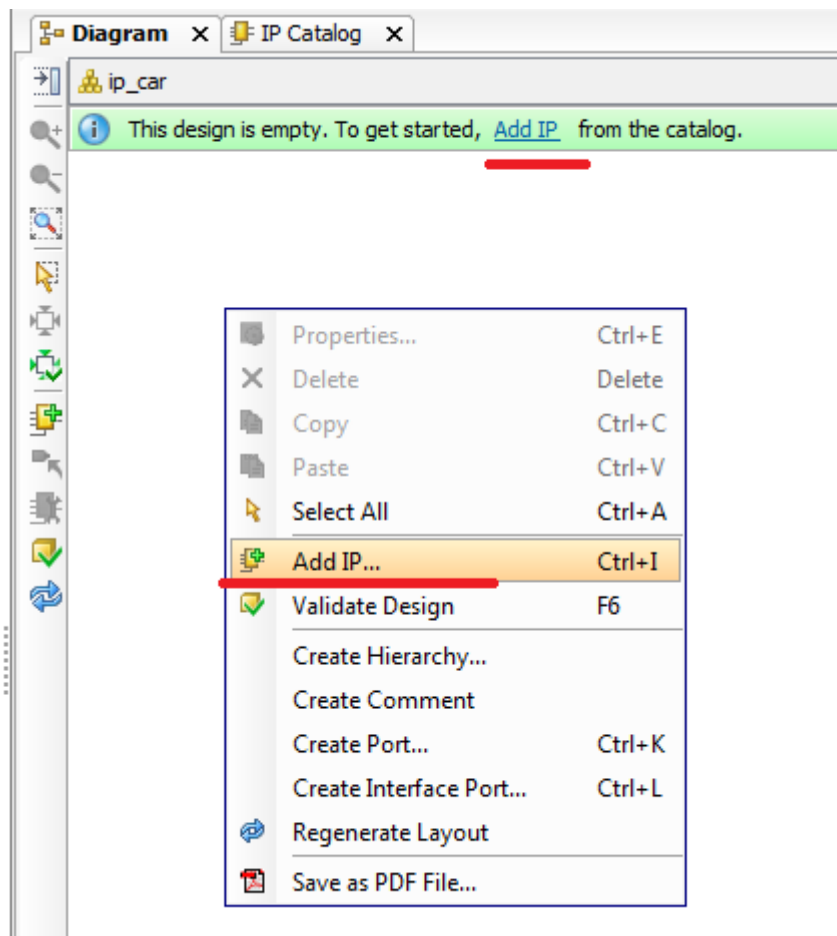 Diagram X IP Catalog X
ip_car
This design is empty. To get started, Add IP from the catalog.
Properties... Ctrl+E
Delete Delete
Copy Ctrl+C
Paste Ctrl+V
Select All Ctrl+A
Add IP... Ctrl+I
Validate Design F6
Create Hierarchy...
Create Comment
Create Port... Ctrl+K
Create Interface Port... Ctrl+L
Regenerate Layout
Save as PDF File...